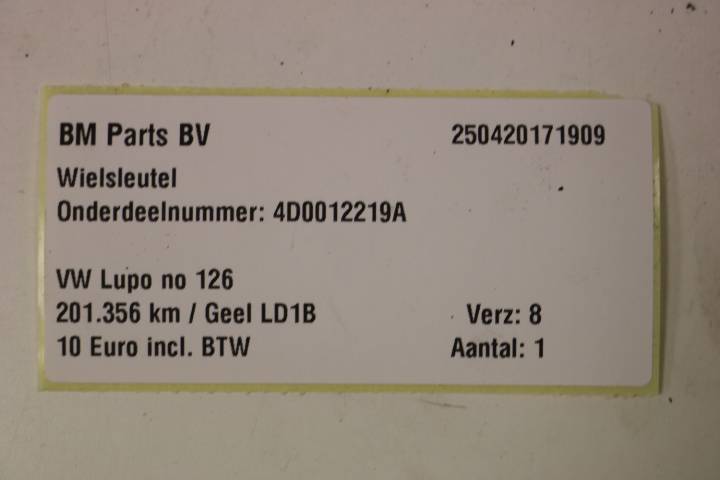 BM Parts BV 250420171909
Wielsleutel
Onderdeelnummer: 4D0012219A
VW Lupo no 126
201.356 km / Geel LD1B Verz: 8
10 Euro incl. BTW Aantal: 1